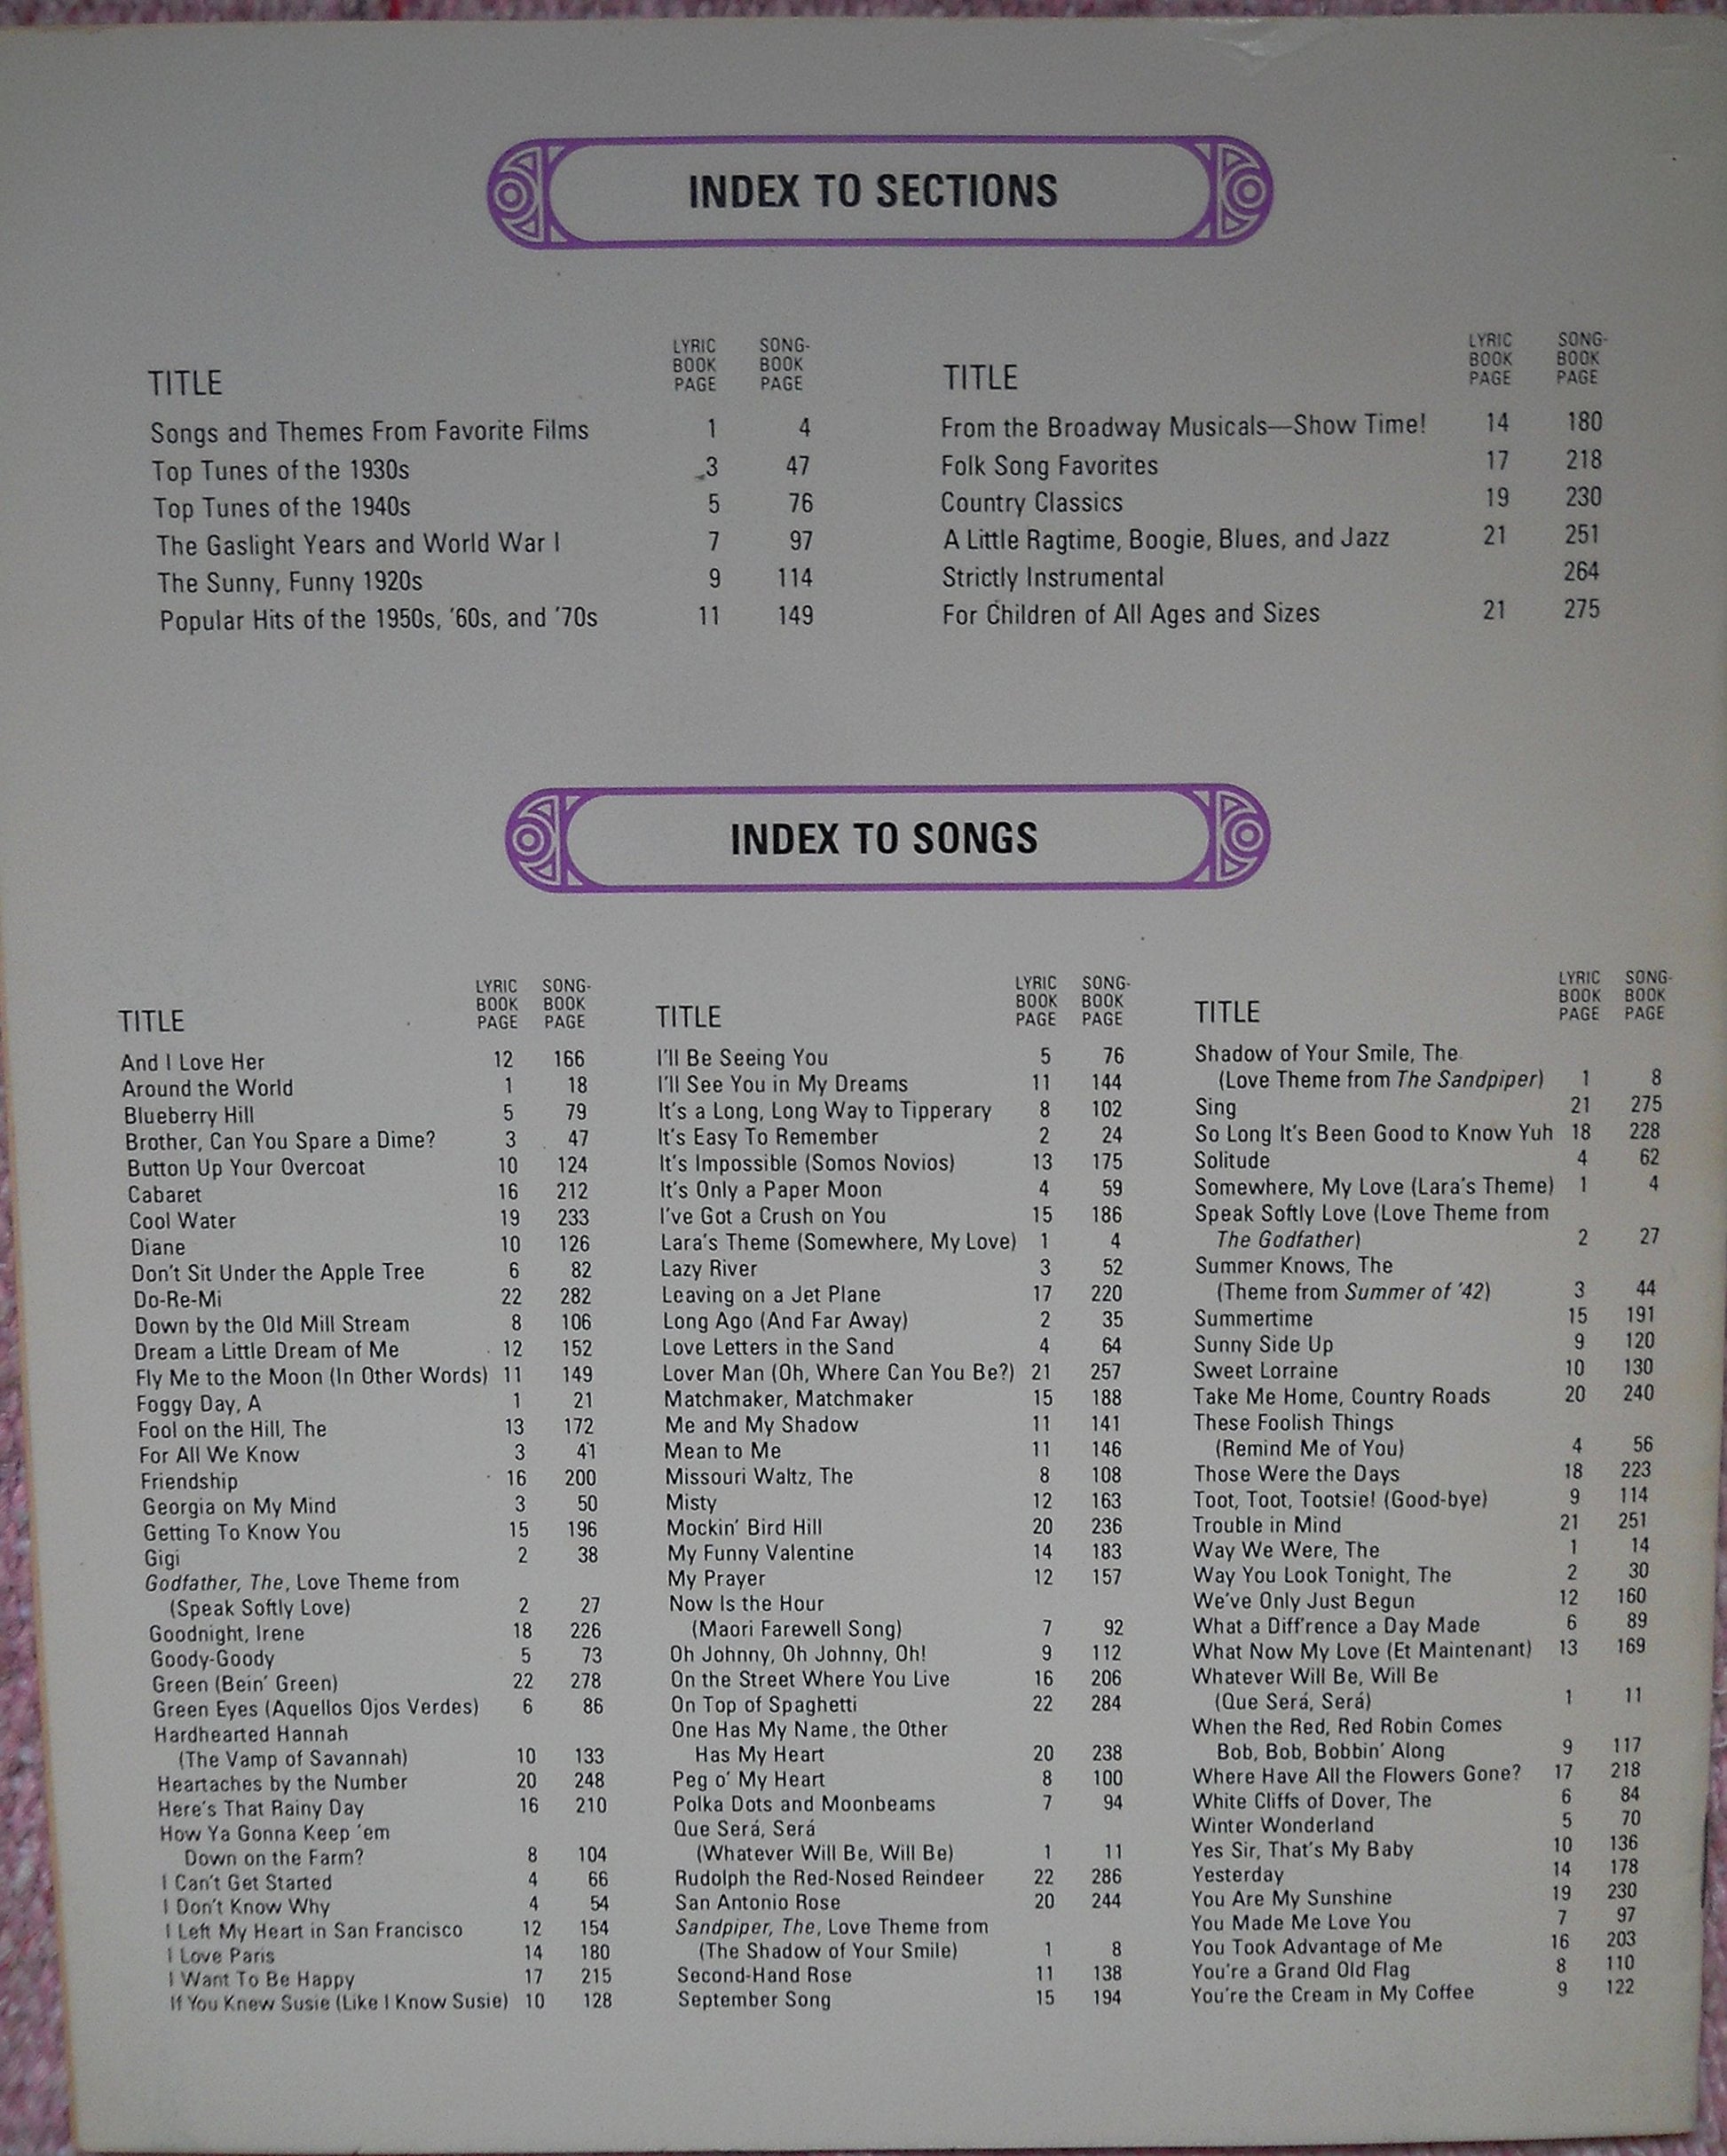 INDEX TO SECTIONS
TITLE LYRIC BOOK PAGE SONG- BOOK PAGE
Songs and Themes From Favorite Films 1 4
Top Tunes of the 1930s 3 47
Top Tunes of the 1940s 5 76
The Gaslight Years and World War I 7 97
The Sunny, Funny 1920s 9 114
Popular Hits of the 1950s, '60s, and '70s 11 149
TITLE LYRIC BOOK PAGE SONG- BOOK PAGE
From the Broadway Musicals—Show Time! 14 180
Folk Song Favorites 17 218
Country Classics 19 230
A Little Ragtime, Boogie, Blues, and Jazz 21 251
Strictly Instrumental 264
For Children of All Ages and Sizes 21 275
INDEX TO SONGS
TITLE LYRIC BOOK PAGE SONG- BOOK PAGE
And I Love Her 12 166
Around the World 1 18
Blueberry Hill 5 79
Brother, Can You Spare a Dime? 3 47
Button Up Your Overcoat 10 124
Cabaret 16 212
Cool Water 19 233
Diane 10 126
Don't Sit Under the Apple Tree 6 82
Do-Re-Mi 22 282
Down by the Old Mill Stream 8 106
Dream a Little Dream of Me 12 152
Fly Me to the Moon (In Other Words) 11 149
Foggy Day, A 1 21
Fool on the Hill, The 13 172
For All We Know 3 41
Friendship 16 200
Georgia on My Mind 3 50
Getting To Know You 15 196
Gigi 2 38
Godfather, The, Love Theme from
(Speak Softly Love) 2 27
Goodnight, Irene 18 226
Goody-Goody 5 73
Green (Bein' Green) 22 278
Green Eyes (Aquellos Ojos Verdes) 6 86
Hardhearted Hannah
(The Vamp of Savannah) 10 133
Heartaches by the Number 20 248
Here's That Rainy Day 16 210
How Ya Gonna Keep 'em
Down on the Farm? 8 104
I Can't Get Started 4 66
I Don't Know Why 4 54
I Left My Heart in San Francisco 12 154
I Love Paris 14 180
I Want To Be Happy 17 215
If You Knew Susie (Like I Know Susie) 10 128
TITLE LYRIC BOOK PAGE SONG- BOOK PAGE
I'll Be Seeing You 5 76
I'll See You in My Dreams 11 144
It's a Long, Long Way to Tipperary 8 102
It's Easy To Remember 2 24
It's Impossible (Somos Novios) 13 175
It's Only a Paper Moon 4 59
I've Got a Crush on You 15 186
Lara's Theme (Somewhere, My Love) 1 4
Lazy River 3 52
Leaving on a Jet Plane 17 220
Long Ago (And Far Away) 2 35
Love Letters in the Sand 4 64
Lover Man (Oh, Where Can You Be?) 21 257
Matchmaker, Matchmaker 15 188
Me and My Shadow 11 141
Mean to Me 11 146
Missouri Waltz, The 8 108
Misty 12 163
Mockin' Bird Hill 20 236
My Funny Valentine 14 183
My Prayer 12 157
Now Is the Hour
(Maori Farewell Song) 7 92
Oh Johnny, Oh Johnny, Oh! 9 112
On the Street Where You Live 16 206
On Top of Spaghetti 22 284
One Has My Name, the Other
Has My Heart 20 238
Peg o' My Heart 8 100
Polka Dots and Moonbeams 7 94
Que Será, Será
(Whatever Will Be, Will Be) 1 11
Rudolph the Red-Nosed Reindeer 22 286
San Antonio Rose 20 244
Sandpiper, The, Love Theme from
(The Shadow of Your Smile) 1 8
Second-Hand Rose 11 138
September Song 15 194
TITLE LYRIC BOOK PAGE SONG- BOOK PAGE
Shadow of Your Smile, The
(Love Theme from The Sandpiper) 1 8
Sing 21 275
So Long It's Been Good to Know Yuh 18 228
Solitude 4 62
Somewhere, My Love (Lara's Theme) 1 4
Speak Softly Love (Love Theme from
The Godfather) 2 27
Summer Knows, The
(Theme from Summer of '42) 3 44
Summertime 15 191
Sunny Side Up 9 120
Sweet Lorraine 10 130
Take Me Home, Country Roads 20 240
These Foolish Things
(Remind Me of You) 4 56
Those Were the Days 18 223
Toot, Toot, Tootsie! (Good-bye) 9 114
Trouble in Mind 21 251
Way We Were, The 1 14
Way You Look Tonight, The 2 30
We've Only Just Begun 12 160
What a Diff'rence a Day Made 6 89
What Now My Love (Et Maintenant) 13 169
Whatever Will Be, Will Be
(Que Será, Será) 1 11
When the Red, Red Robin Comes
Bob, Bob, Bobbin' Along 9 117
Where Have All the Flowers Gone? 17 218
White Cliffs of Dover, The 6 84
Winter Wonderland 5 70
Yes Sir, That's My Baby 10 136
Yesterday 14 178
You Are My Sunshine 19 230
You Made Me Love You 7 97
You Took Advantage of Me 16 203
You're a Grand Old Flag 8 110
You're the Cream in My Coffee 9 122